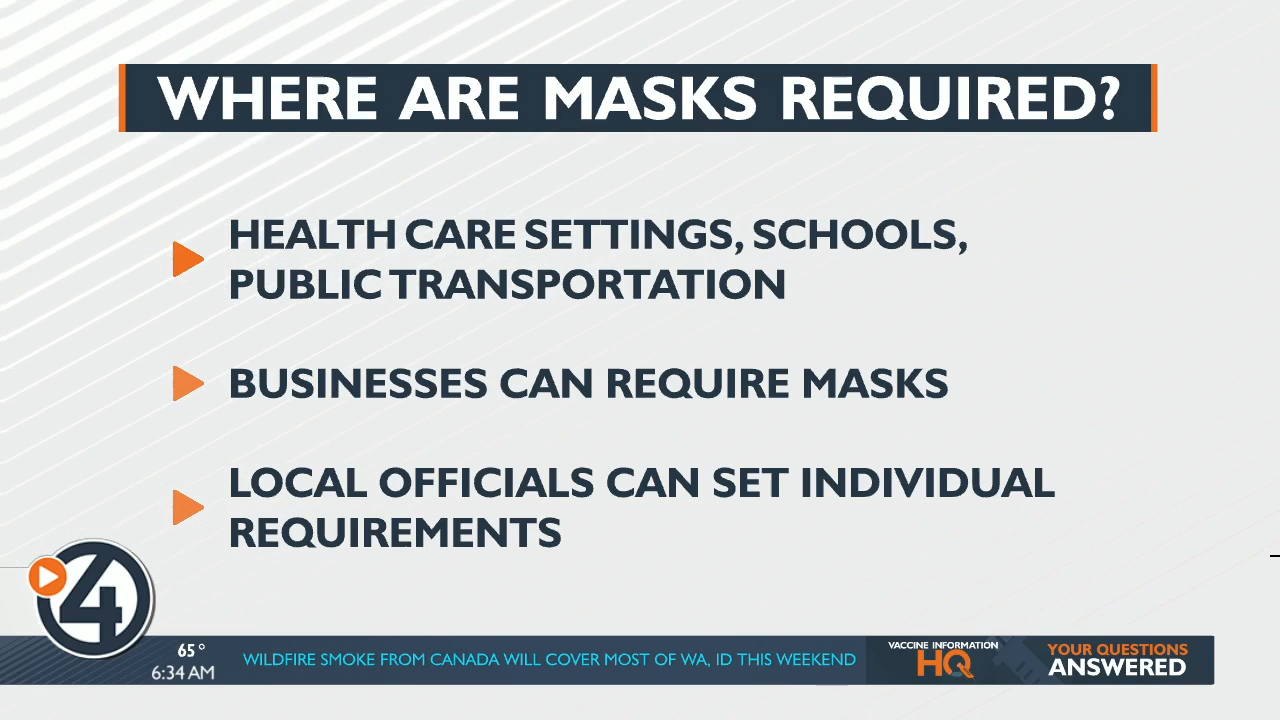 WHERE ARE MASKS REQUIRED?
HEALTH CARE SETTINGS, SCHOOLS,
PUBLIC TRANSPORTATION
BUSINESSES CAN REQUIRE MASKS
LOCAL OFFICIALS CAN SET INDIVIDUAL
REQUIREMENTS
4
65°
6:34 AM
WILDFIRE SMOKE FROM CANADA WILL COVER MOST OF WA, ID THIS WEEKEND
VACCINE INFORMATION
HQ
YOUR QUESTIONS
ANSWERED